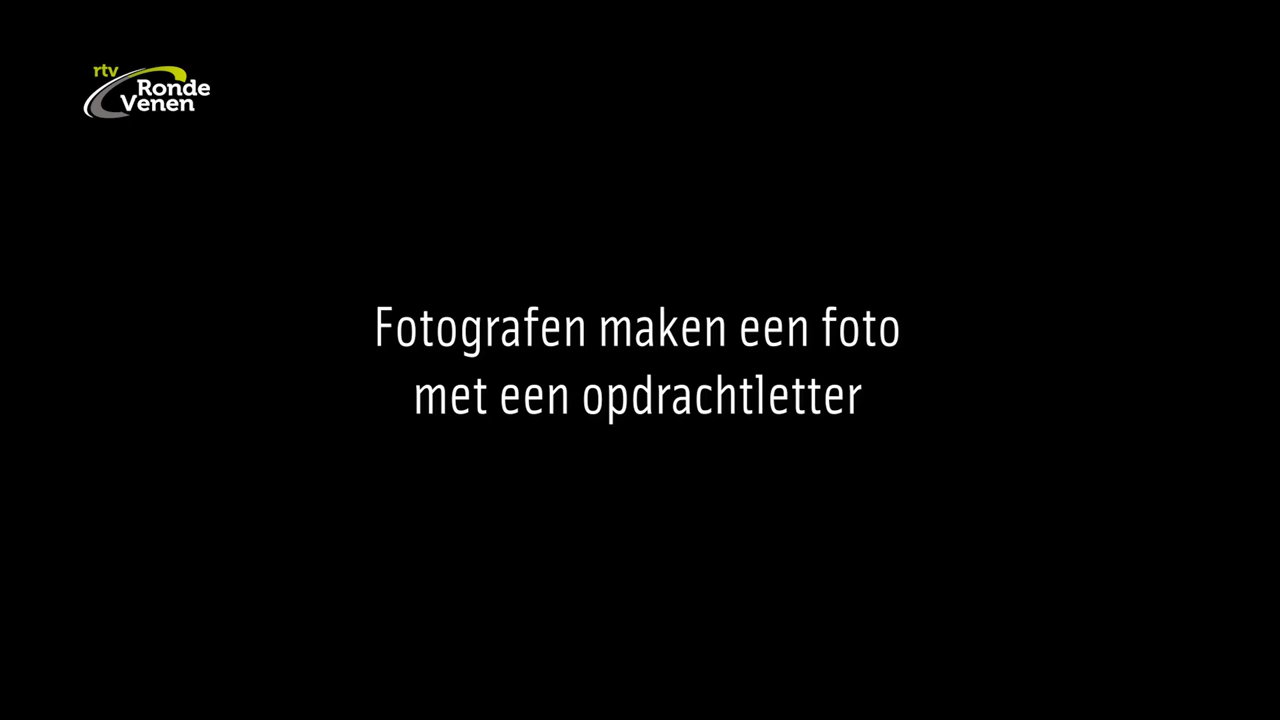 rtv
Ronde
Venen
Fotografen maken een foto
met een opdrachtletter